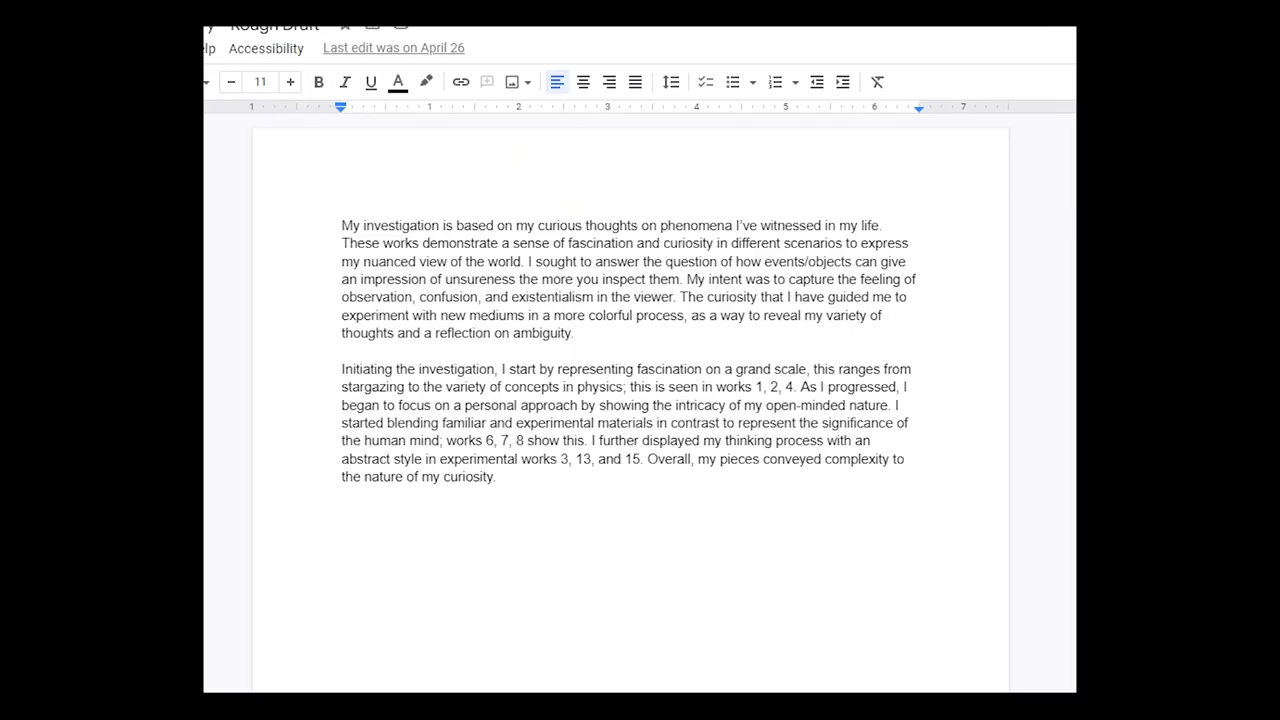 Rough Draft
Accessibility Last edit was on April 26
11
1 1 2 3 4 5 6 7
My investigation is based on my curious thoughts on phenomena I've witnessed in my life.
These works demonstrate a sense of fascination and curiosity in different scenarios to express
my nuanced view of the world. I sought to answer the question of how events/objects can give
an impression of unsureness the more you inspect them. My intent was to capture the feeling of
observation, confusion, and existentialism in the viewer. The curiosity that I have guided me to
experiment with new mediums in a more colorful process, as a way to reveal my variety of
thoughts and a reflection on ambiguity.
Initiating the investigation, I start by representing fascination on a grand scale, this ranges from
stargazing to the variety of concepts in physics; this is seen in works 1, 2, 4. As I progressed, I
began to focus on a personal approach by showing the intricacy of my open-minded nature. I
started blending familiar and experimental materials in contrast to represent the significance of
the human mind; works 6, 7, 8 show this. I further displayed my thinking process with an
abstract style in experimental works 3, 13, and 15. Overall, my pieces conveyed complexity to
the nature of my curiosity.